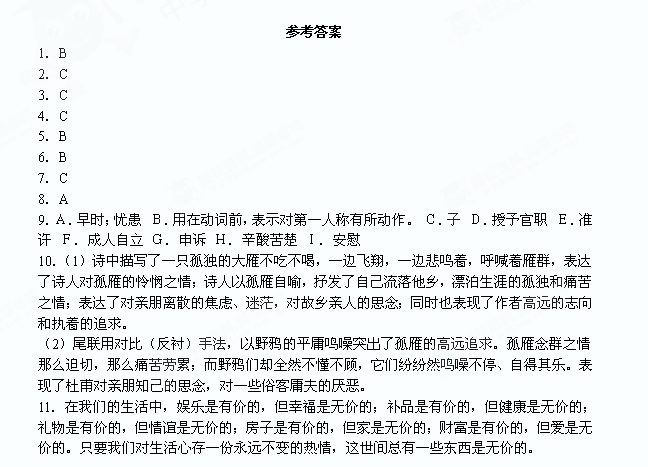 参考答案
1. B
2. C
3. C
4. C
5. B
6. B
7. C
8. A
9. A.早时;忧患 B.用在动词前,表示对第一人称有所动作。 C.子 D.授予官职 E.准
许 F. 成人自立 G. 申诉 H. 辛酸苦楚 I. 安慰
10.(1)诗中描写了一只孤独的大雁不吃不喝,一边飞翔,一边悲鸣着,呼喊着雁群,表达
了诗人对孤雁的怜悯之情;诗人以孤雁自喻,抒发了自己流落他乡,漂泊生涯的孤独和痛苦
之情;表达了对亲朋离散的焦虑、迷茫,对故乡亲人的思念;同时也表现了作者高远的志向
和执着的追求。
(2)尾联用对比(反衬)手法,以野鸦的平庸鸣噪突出了孤雁的高远追求。孤雁念群之情
那么迫切,那么痛苦劳累;而野鸦们却全然不懂不顾,它们纷纷然鸣噪不停、自得其乐。表
现了杜甫对亲朋知己的思念,对一些俗客庸夫的厌恶。
11. 在我们的生活中,娱乐是有价的,但幸福是无价的;补品是有价的,但健康是无价的;
礼物是有价的,但情谊是无价的;房子是有价的,但家是无价的;财富是有价的,但爱是无
价的。只要我们对生活心存一份永远不变的热情,这世间总有一些东西是无价的。